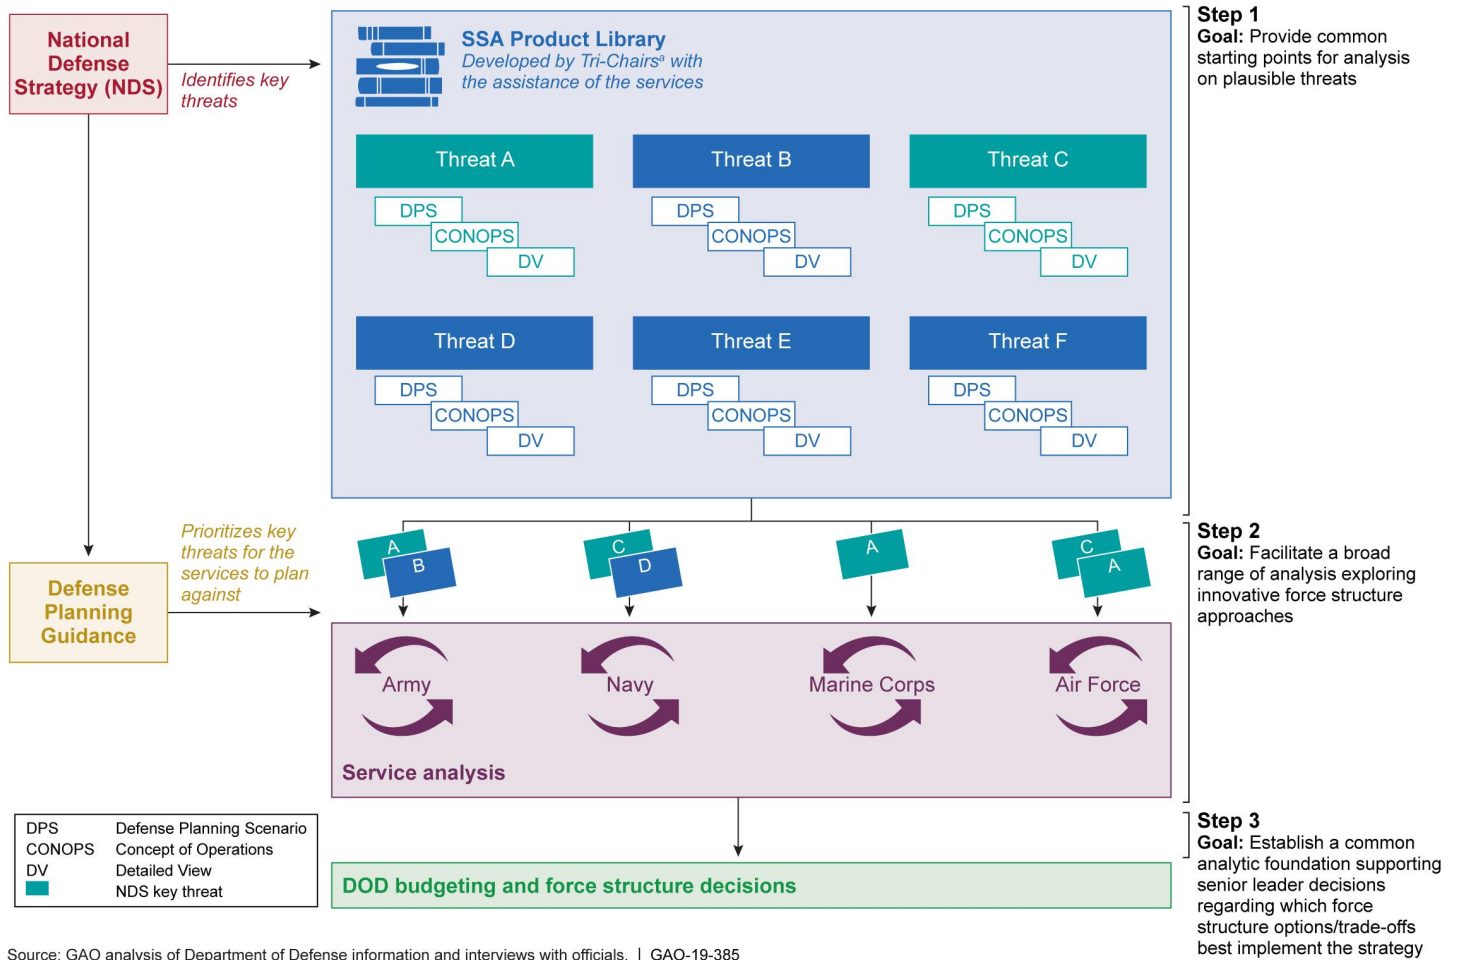 National
Defense
Strategy (NDS)
Identifies key
threats
SSA Product Library
Developed by Tri-Chairsᵃ with
the assistance of the services
Threat A
DPS
CONOPS
DV
Threat B
DPS
CONOPS
DV
Threat C
DPS
CONOPS
DV
Threat D
DPS
CONOPS
DV
Threat E
DPS
CONOPS
DV
Threat F
DPS
CONOPS
DV
Step 1
Goal: Provide common
starting points for analysis
on plausible threats
Defense
Planning
Guidance
Prioritizes key
threats for the
services to plan
against
A
B
C
D
A
C
A
Army
Navy
Marine Corps
Air Force
Service analysis
Step 2
Goal: Facilitate a broad
range of analysis exploring
innovative force structure
approaches
DOD budgeting and force structure decisions
Step 3
Goal: Establish a common
analytic foundation supporting
senior leader decisions
regarding which force
structure options/trade-offs
best implement the strategy
DPS Defense Planning Scenario
CONOPS Concept of Operations
DV Detailed View
NDS key threat
Source: GAO analysis of Department of Defense information and interviews with officials. | GAO-19-385